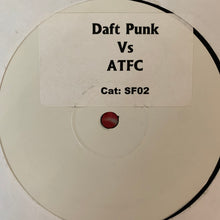 Daft Punk
Vs
ATFC
Cat: SF02